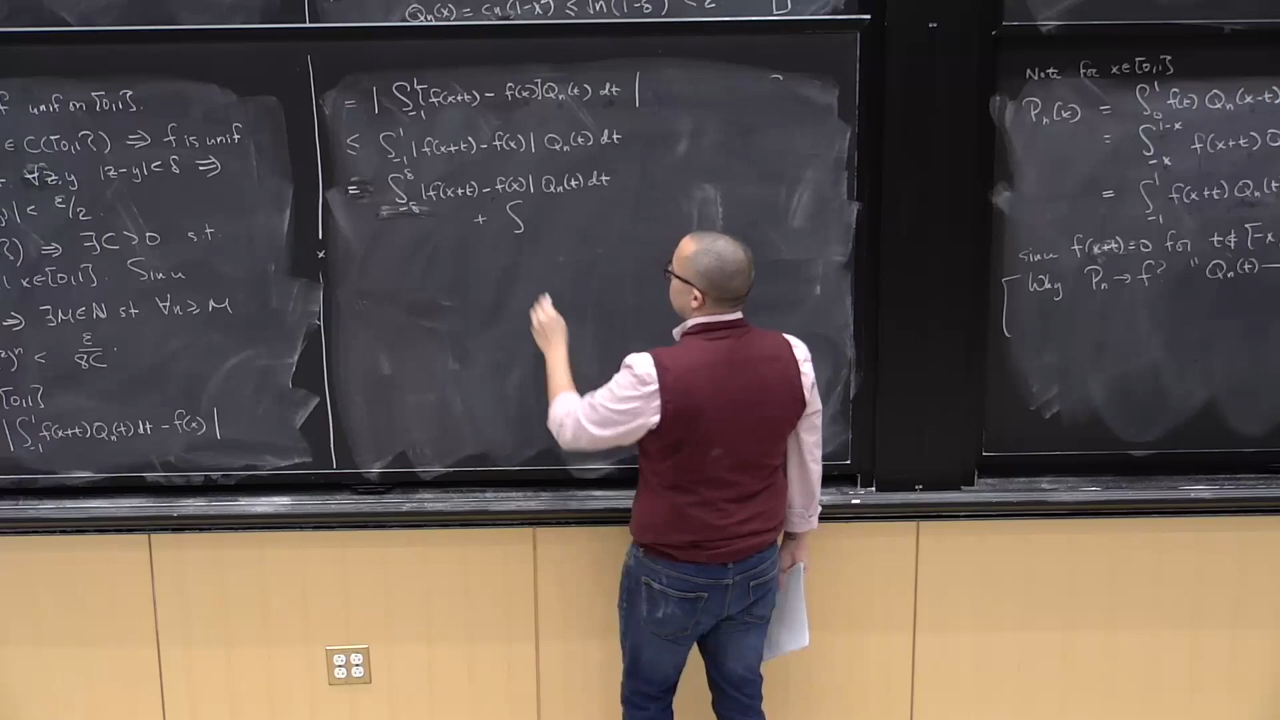 Qn(x) = cn(1-x²)ⁿ ≤ √n(1-δ²)ⁿ < ε □
f unif on [0,1].
∈ C([0,1]) ⇒ f is unif
∀z,y |z-y|<δ ⇒
)| < ε/2.
) ⇒ ∃C>0 s.t.
x∈[0,1]. Since
⇒ ∃M∈ℕ st ∀n≥M
< ε/8C.
[0,1]
|∫₋₁¹ f(x+t)Qn(t)dt - f(x)|
= |∫₋₁¹[f(x+t) - f(x)]Qn(t) dt|
≤ ∫₋₁¹|f(x+t)-f(x)| Qn(t) dt
= ∫₋δ^δ |f(x+t)-f(x)| Qn(t) dt
+ ∫
Note for x∈[0,1]
Pn(x) = ∫₀¹ f(t) Qn(x-t)
= ∫₋ₓ^{1-x} f(x+t)
= ∫₋₁¹ f(x+t) Qn(t)
since f(x+t)=0 for t∉[-x
Why Pn → f? "Qn(t) →